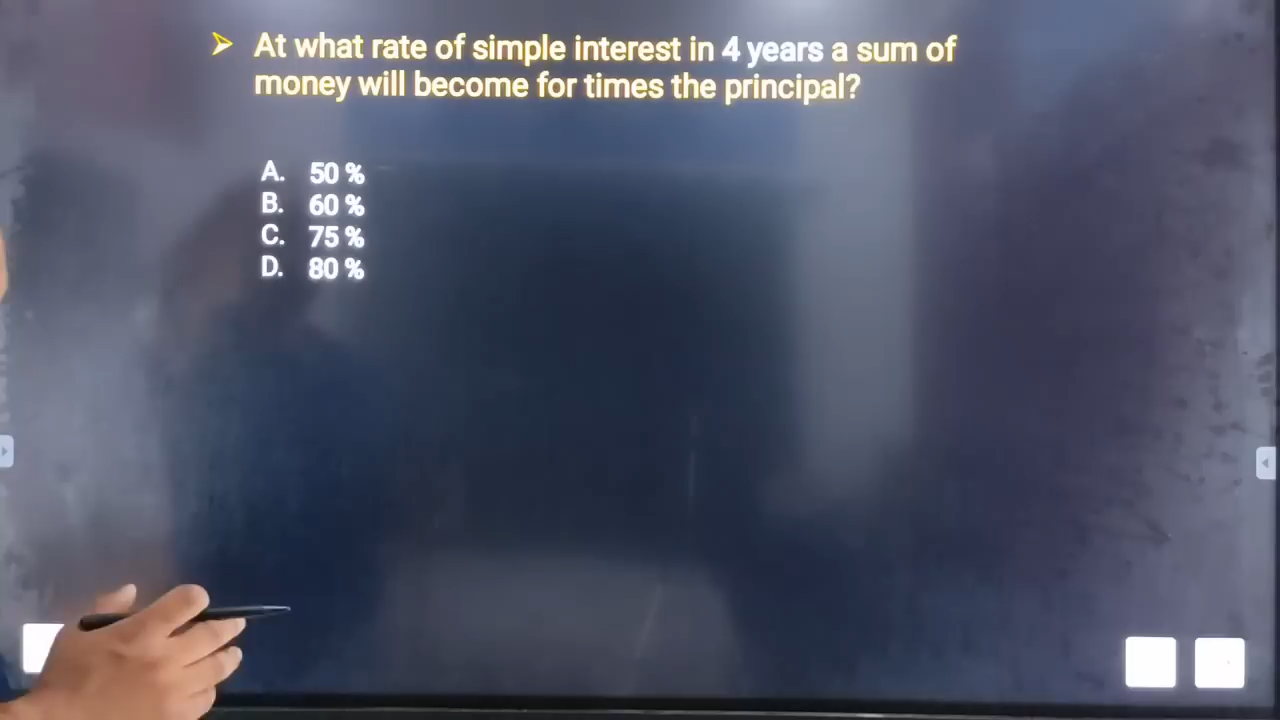 ➢ At what rate of simple interest in 4 years a sum of
money will become for times the principal?
A. 50 %
B. 60 %
C. 75 %
D. 80 %